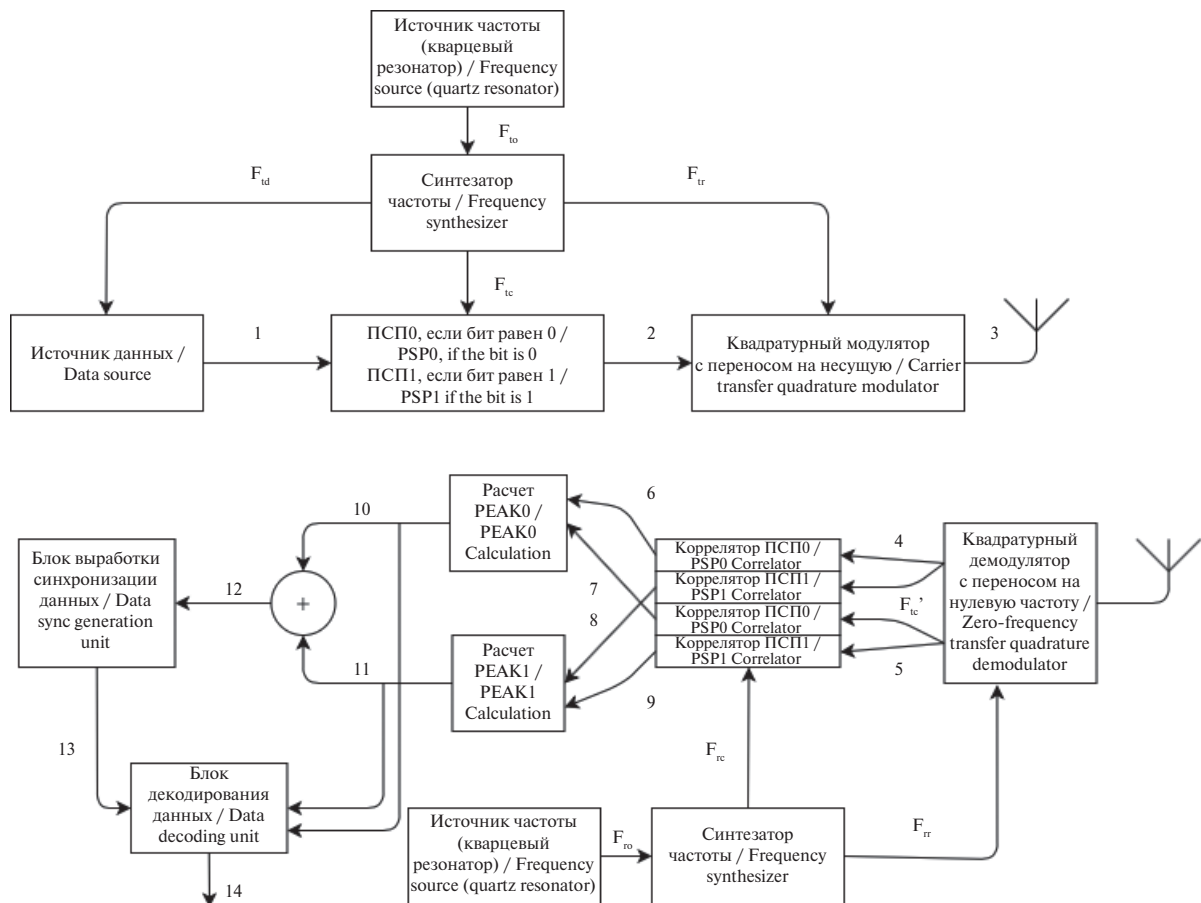 Источник частоты
(кварцевый
резонатор) / Frequency
source (quartz resonator)
F_to
F_td
Синтезатор
частоты / Frequency
synthesizer
F_tr
F_tc
Источник данных /
Data source
1
ПСП0, если бит равен 0 /
PSP0, if the bit is 0
ПСП1, если бит равен 1 /
PSP1 if the bit is 1
2
Квадратурный модулятор
с переносом на несущую / Carrier
transfer quadrature modulator
3
Блок выработки
синхронизации
данных / Data
sync generation
unit
12
+
10
11
Расчет
PEAK0 /
PEAK0
Calculation
Расчет
PEAK1 /
PEAK1
Calculation
6
7
8
9
Коррелятор ПСП0 /
PSP0 Correlator
Коррелятор ПСП1 /
PSP1 Correlator
Коррелятор ПСП0 /
PSP0 Correlator
Коррелятор ПСП1 /
PSP1 Correlator
4
F_tc’
5
Квадратурный
демодулятор
с переносом на
нулевую частоту /
Zero-frequency
transfer quadrature
demodulator
13
Блок
декодирования
данных / Data
decoding unit
14
Источник частоты
(кварцевый
резонатор) / Frequency
source (quartz resonator)
F_ro
Синтезатор
частоты / Frequency
synthesizer
F_rc
F_rr